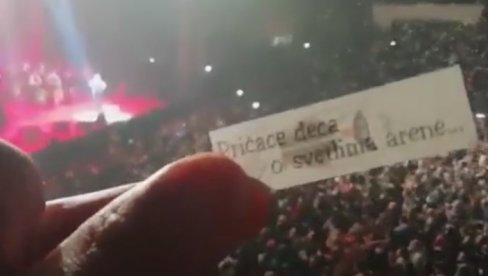 Pričaće deca
o svetlima arene...